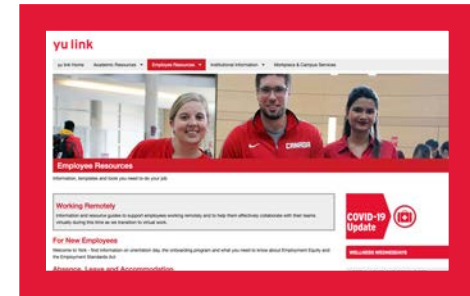 yu link
yu link Home Academic Resources Employee Resources Institutional Information Workplace & Campus Services
CANADA
Employee Resources
Information, templates and tools you need to do your job
Working Remotely
Information and resource guides to support employees working remotely and to help them effectively collaborate with their teams
virtually during this time as we transition to virtual work.
COVID-19
Update
For New Employees
Welcome to York - find information on orientation day, the onboarding program and what you need to know about Employment Equity and
the Employment Standards Act
WELLNESS WEDNESDAYS
Absence, Leave and Accommodation